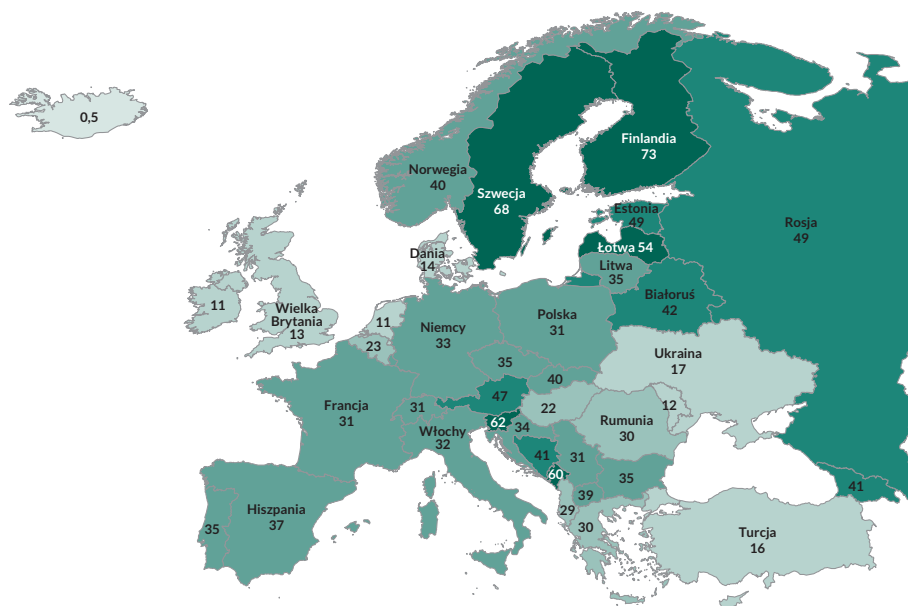 0,5
Finlandia
73
Norwegia
40
Szwecja
68
Estonia
49
Rosja
49
Łotwa 54
Dania
14
Litwa
35
Białoruś
42
11
Wielka
Brytania
13
11
23
Niemcy
33
Polska
31
Ukraina
17
35
40
47
22
12
Francja
31
31
Włochy
32
62
34
Rumunia
30
41
31
60
35
39
41
29
30
35
Hiszpania
37
Turcja
16